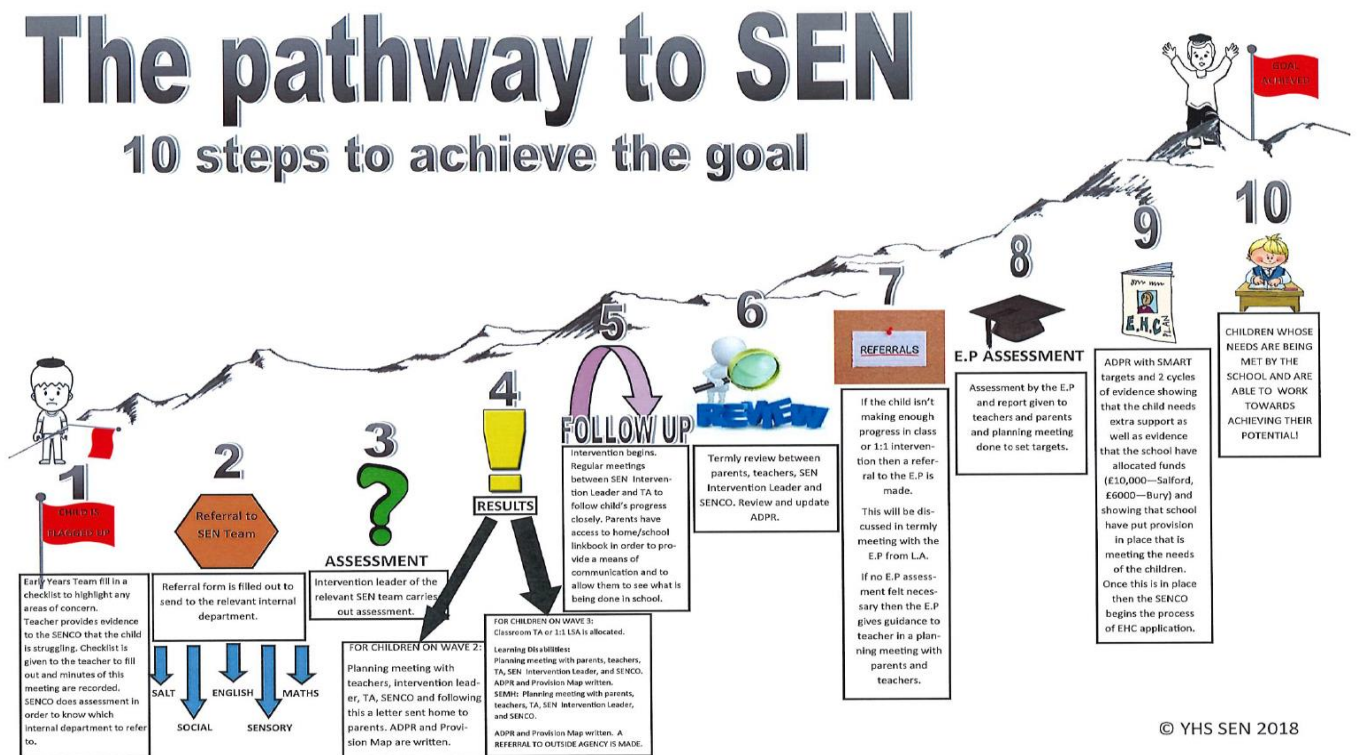 The pathway to SEN
10 steps to achieve the goal
1
CHILD IS
FLAGGED UP
Early Years Team fill in a
checklist to highlight any
areas of concern.
Teacher provides evidence
to the SENCO that the child
is struggling. Checklist is
given to the teacher to fill
out and minutes of this
meeting are recorded.
SENCO does assessment in
order to know which
internal department to refer
to.
2
Referral to
SEN Team
Referral form is filled out to
send to the relevant internal
department.
SALT
SOCIAL
ENGLISH
SENSORY
MATHS
3
ASSESSMENT
Intervention leader of the
relevant SEN team carries
out assessment.
4
RESULTS
FOR CHILDREN ON WAVE 2:
Planning meeting with
teachers, intervention lead-
er, TA, SENCO and following
this a letter sent home to
parents. ADPR and Provi-
sion Map are written.
FOR CHILDREN ON WAVE 3:
Classroom TA or 1:1 LSA is allocated.
Learning Disabilities:
Planning meeting with parents, teachers,
TA, SEN Intervention Leader, and SENCO.
ADPR and Provision Map written.
SEMH: Planning meeting with parents,
teachers, TA, SEN Intervention Leader,
and SENCO.
ADPR and Provision Map written. A
REFERRAL TO OUTSIDE AGENCY IS MADE.
5
FOLLOW UP
Intervention begins.
Regular meetings
between SEN Interven-
tion Leader and TA to
follow child's progress
closely. Parents have
access to home/school
linkbook in order to pro-
vide a means of
communication and to
allow them to see what is
being done in school.
6
REVIEW
Termly review between
parents, teachers, SEN
Intervention Leader and
SENCO. Review and update
ADPR.
7
REFERRALS
If the child isn't
making enough
progress in class
or 1:1 interven-
tion then a refer-
ral to the E.P is
made.
This will be dis-
cussed in termly
meeting with the
E.P from L.A.
If no E.P assess-
ment felt neces-
sary then the E.P
gives guidance to
teacher in a plan-
ning meeting with
parents and
teachers.
8
E.P ASSESSMENT
Assessment by the E.P
and report given to
teachers and parents
and planning meeting
done to set targets.
9
E.H.C
PLAN
ADPR with SMART
targets and 2 cycles
of evidence showing
that the child needs
extra support as
well as evidence
that the school have
allocated funds
(£10,000—Salford,
£6000—Bury) and
showing that school
have put provision
in place that is
meeting the needs
of the children.
Once this is in place
then the SENCO
begins the process
of EHC application.
10
CHILDREN WHOSE
NEEDS ARE BEING
MET BY THE
SCHOOL AND ARE
ABLE TO WORK
TOWARDS
ACHIEVING THEIR
POTENTIAL!
GOAL
ACHIEVED
© YHS SEN 2018